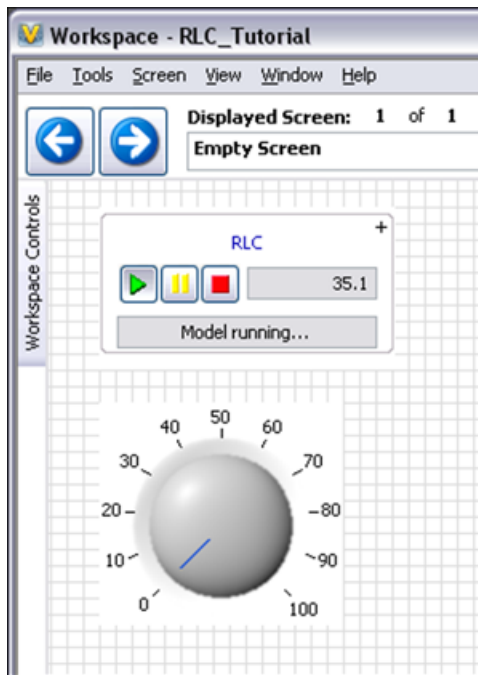 Workspace - RLC_Tutorial
File Tools Screen View Window Help
Displayed Screen: 1 of 1
Empty Screen
Workspace Controls
+
RLC
35.1
Model running...
0
10
20
30
40
50
60
70
80
90
100